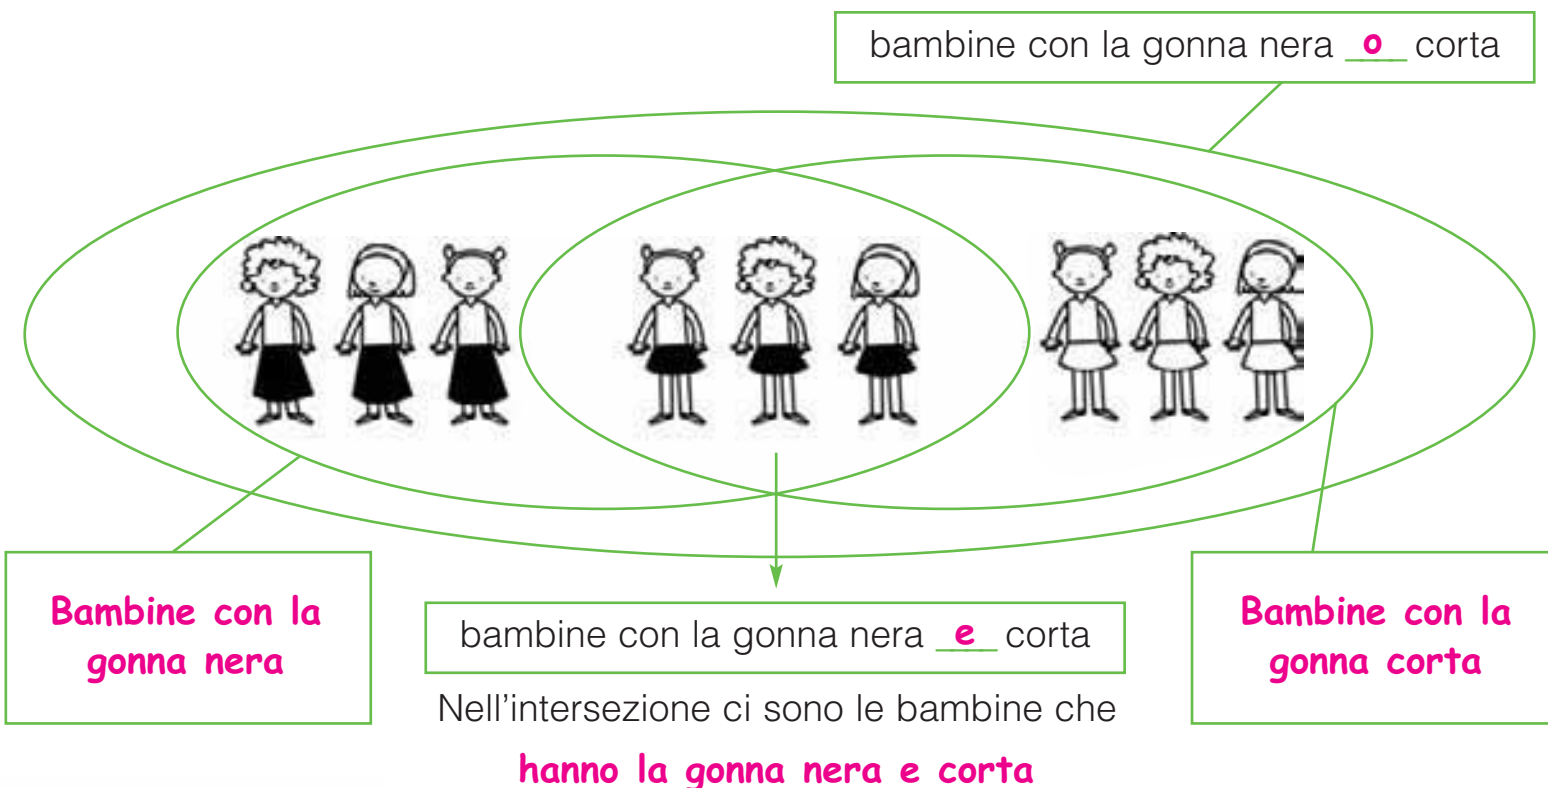 bambine con la gonna nera o corta
Bambine con la
gonna nera
bambine con la gonna nera e corta
Nell'intersezione ci sono le bambine che
hanno la gonna nera e corta
Bambine con la
gonna corta